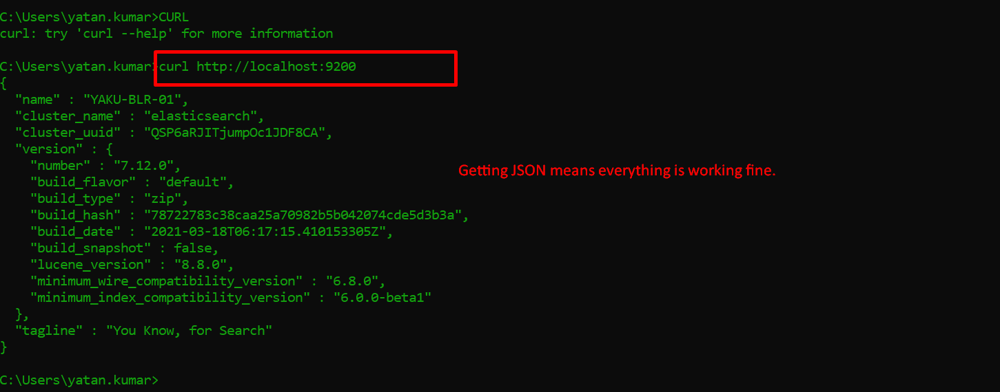 C:\Users\yatan.kumar>CURL
curl: try 'curl --help' for more information
C:\Users\yatan.kumar>curl http://localhost:9200
{
  "name" : "YAKU-BLR-01",
  "cluster_name" : "elasticsearch",
  "cluster_uuid" : "QSP6aRJITjumpOc1JDF8CA",
  "version" : {
    "number" : "7.12.0",
Getting JSON means everything is working fine.
    "build_flavor" : "default",
    "build_type" : "zip",
    "build_hash" : "78722783c38caa25a70982b5b042074cde5d3b3a",
    "build_date" : "2021-03-18T06:17:15.410153305Z",
    "build_snapshot" : false,
    "lucene_version" : "8.8.0",
    "minimum_wire_compatibility_version" : "6.8.0",
    "minimum_index_compatibility_version" : "6.0.0-beta1"
  },
  "tagline" : "You Know, for Search"
}
C:\Users\yatan.kumar>